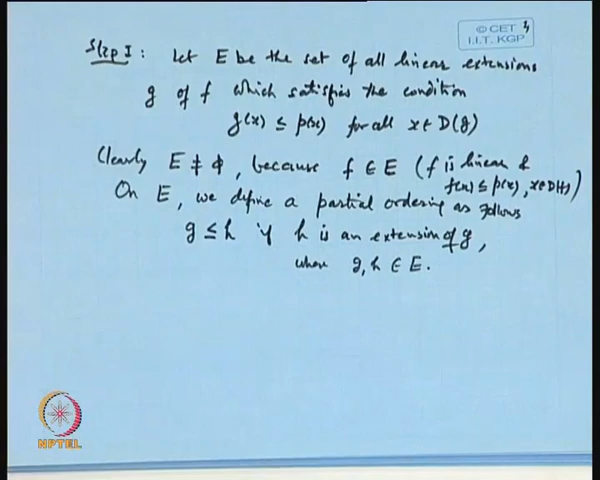 © CET
I.I.T. KGP
Step I : Let E be the set of all linear extensions
g of f which satisfies the condition
g(x) ≤ p(x) for all x ∈ D(g)
Clearly E ≠ ϕ, because f ∈ E (f is linear &
f(x) ≤ p(x), x ∈ D(f))
On E, we define a partial ordering as follows
g ≤ h if h is an extension of g,
where g, h ∈ E.
NPTEL